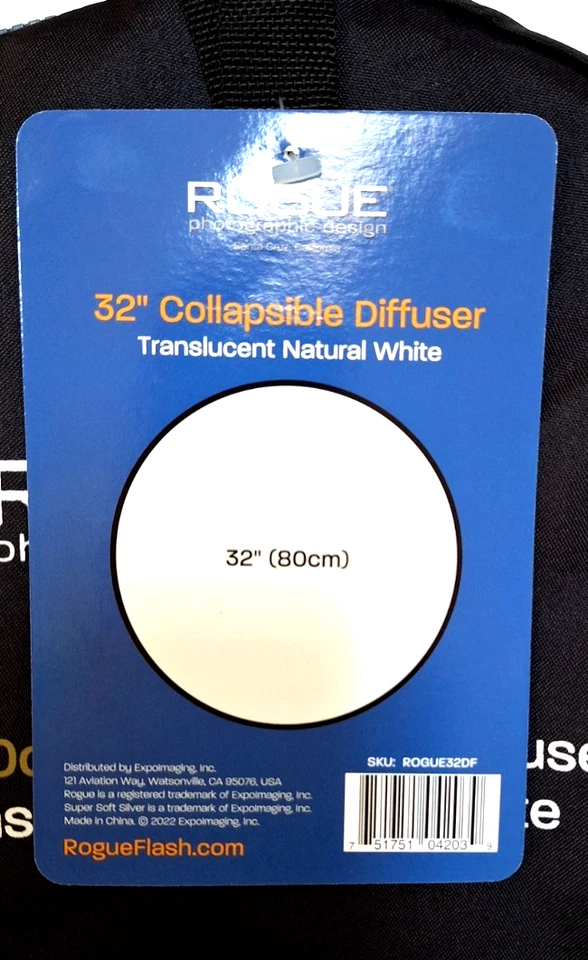 ROGUE
photographic design
Santa Cruz, California
32" Collapsible Diffuser
Translucent Natural White
32" (80cm)
Distributed by ExpoImaging, Inc.
121 Aviation Way, Watsonville, CA 95076, USA
Rogue is a registered trademark of ExpoImaging, Inc.
Super Soft Silver is a trademark of ExpoImaging, Inc.
Made in China. © 2022 ExpoImaging, Inc.
RogueFlash.com
SKU: ROGUE32DF
7 51751 04203 9